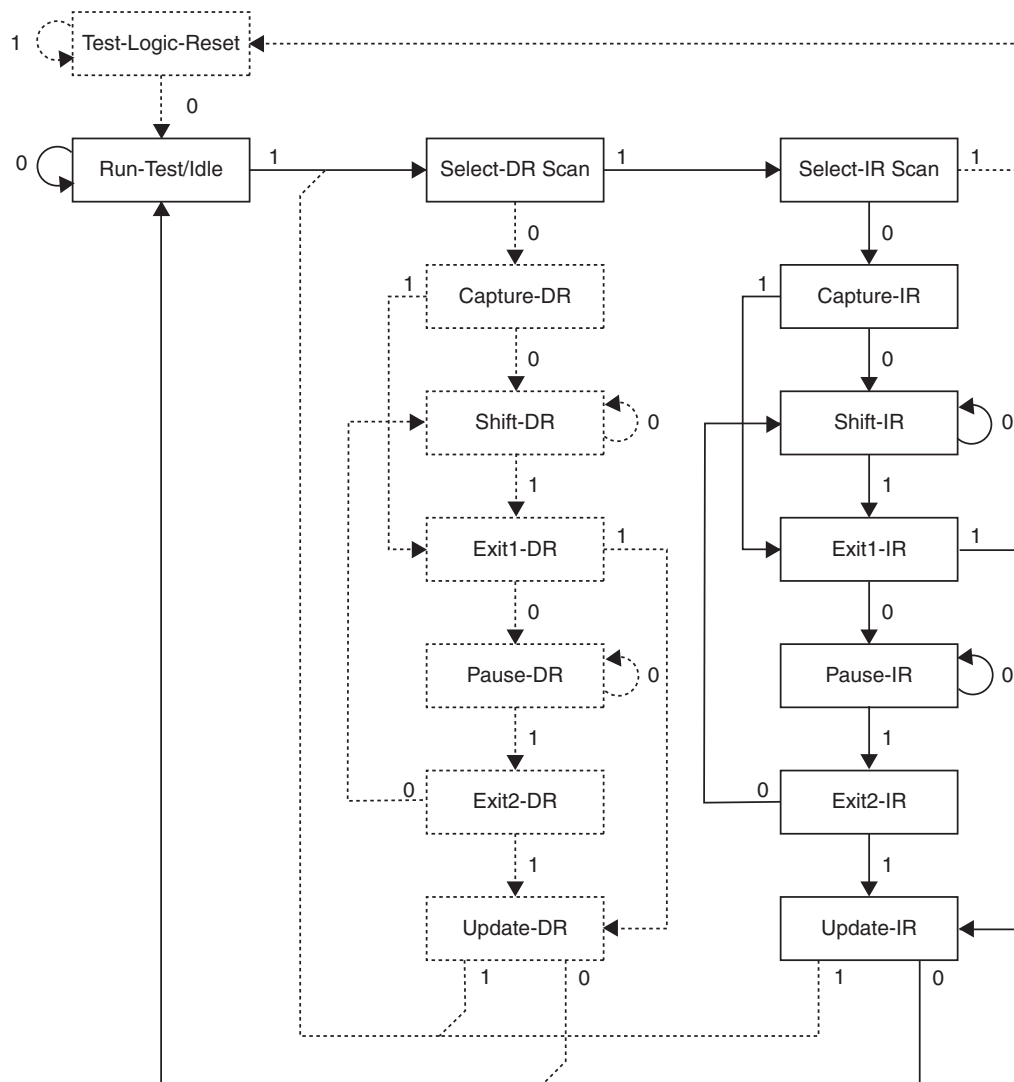 1
Test-Logic-Reset
0
0
Run-Test/Idle
1
Select-DR Scan
1
Select-IR Scan
1
0
0
1
Capture-DR
1
Capture-IR
0
0
Shift-DR
0
Shift-IR
0
1
1
Exit1-DR
1
Exit1-IR
1
0
0
Pause-DR
0
Pause-IR
0
1
1
0
Exit2-DR
0
Exit2-IR
1
1
Update-DR
Update-IR
1
0
1
0